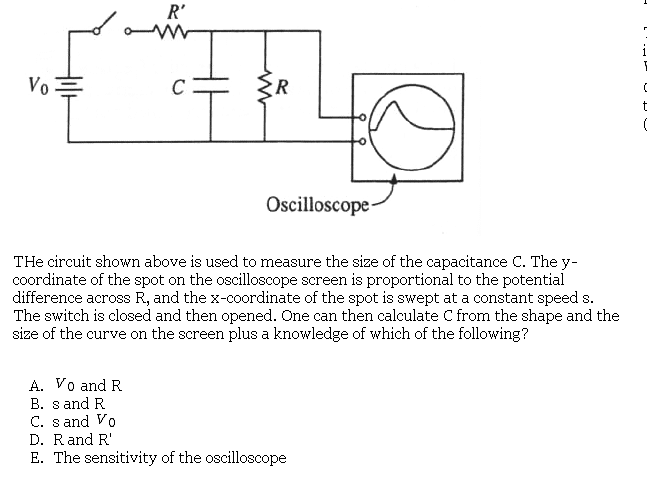 R'
V₀
C
R
Oscilloscope
THe circuit shown above is used to measure the size of the capacitance C. The y-
coordinate of the spot on the oscilloscope screen is proportional to the potential
difference across R, and the x-coordinate of the spot is swept at a constant speed s.
The switch is closed and then opened. One can then calculate C from the shape and the
size of the curve on the screen plus a knowledge of which of the following?
A. V₀ and R
B. s and R
C. s and V₀
D. R and R'
E. The sensitivity of the oscilloscope